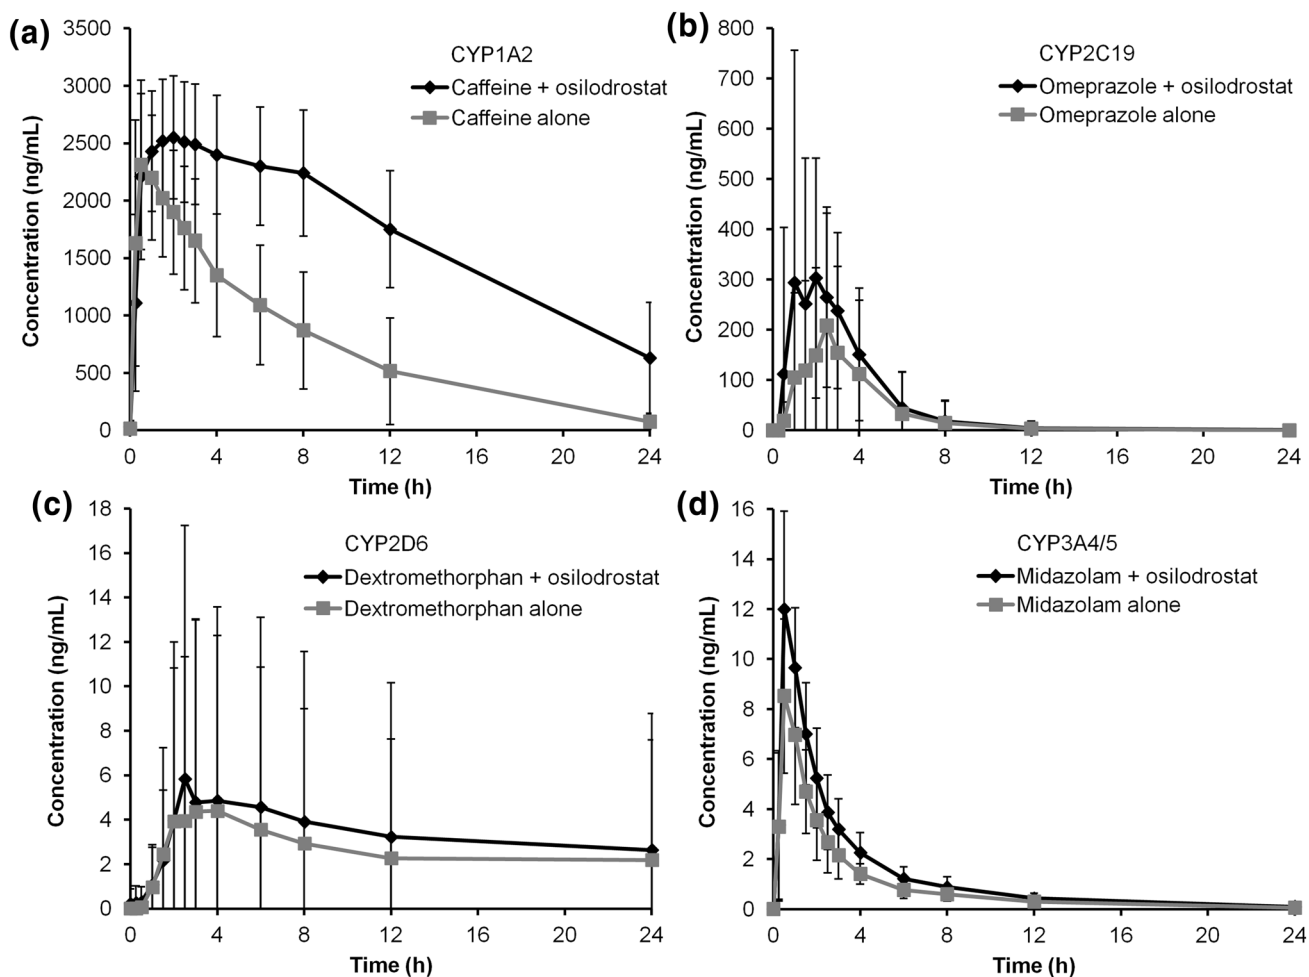 (a)
CYP1A2
Caffeine + osilodrostat
Caffeine alone
Concentration (ng/mL)
3500
3000
2500
2000
1500
1000
500
0
0 4 8 12 16 20 24
Time (h)
(b)
CYP2C19
Omeprazole + osilodrostat
Omeprazole alone
Concentration (ng/mL)
800
700
600
500
400
300
200
100
0
0 4 8 12 16 20 24
Time (h)
(c)
CYP2D6
Dextromethorphan + osilodrostat
Dextromethorphan alone
Concentration (ng/mL)
18
16
14
12
10
8
6
4
2
0
0 4 8 12 16 20 24
Time (h)
(d)
CYP3A4/5
Midazolam + osilodrostat
Midazolam alone
Concentration (ng/mL)
16
14
12
10
8
6
4
2
0
0 4 8 12 16 20 24
Time (h)